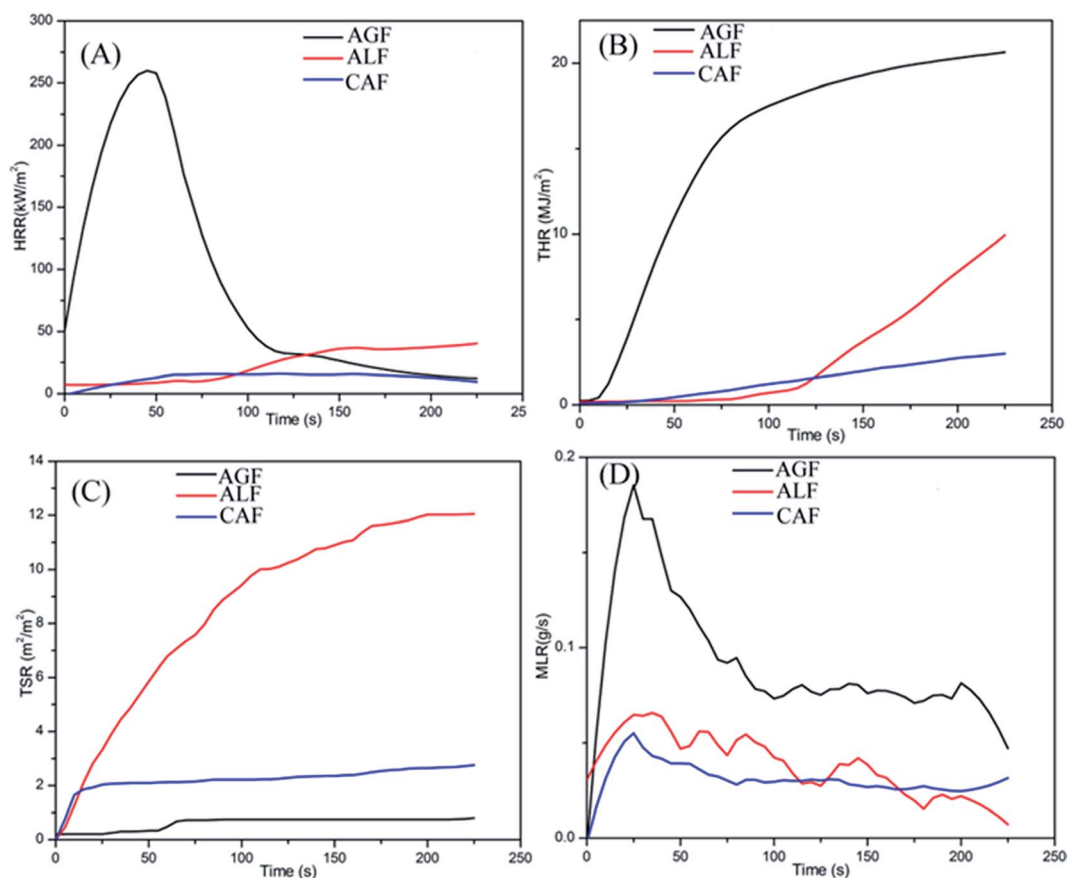 (A)
AGF
ALF
CAF
300
250
200
150
100
50
0
HRR(kW/m²)
0 50 100 150 200 25
Time (s)
(B)
AGF
ALF
CAF
20
10
0
THR (MJ/m²)
0 50 100 150 200 250
Time (s)
(C)
AGF
ALF
CAF
14
12
10
8
6
4
2
0
TSR (m²/m²)
0 50 100 150 200 250
Time (s)
(D)
AGF
ALF
CAF
0.2
0.1
0.0
MLR(g/s)
0 50 100 150 200 250
Time (s)